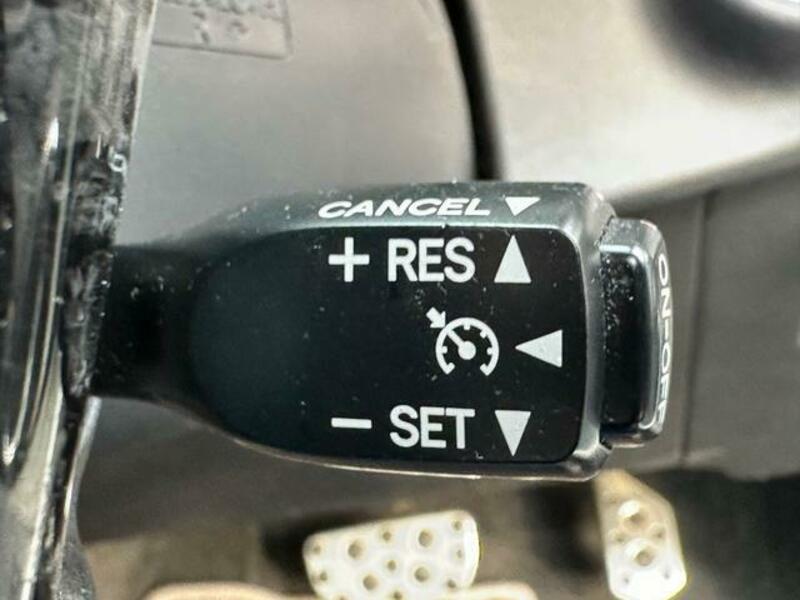 CANCEL
+ RES
- SET
ON-OFF